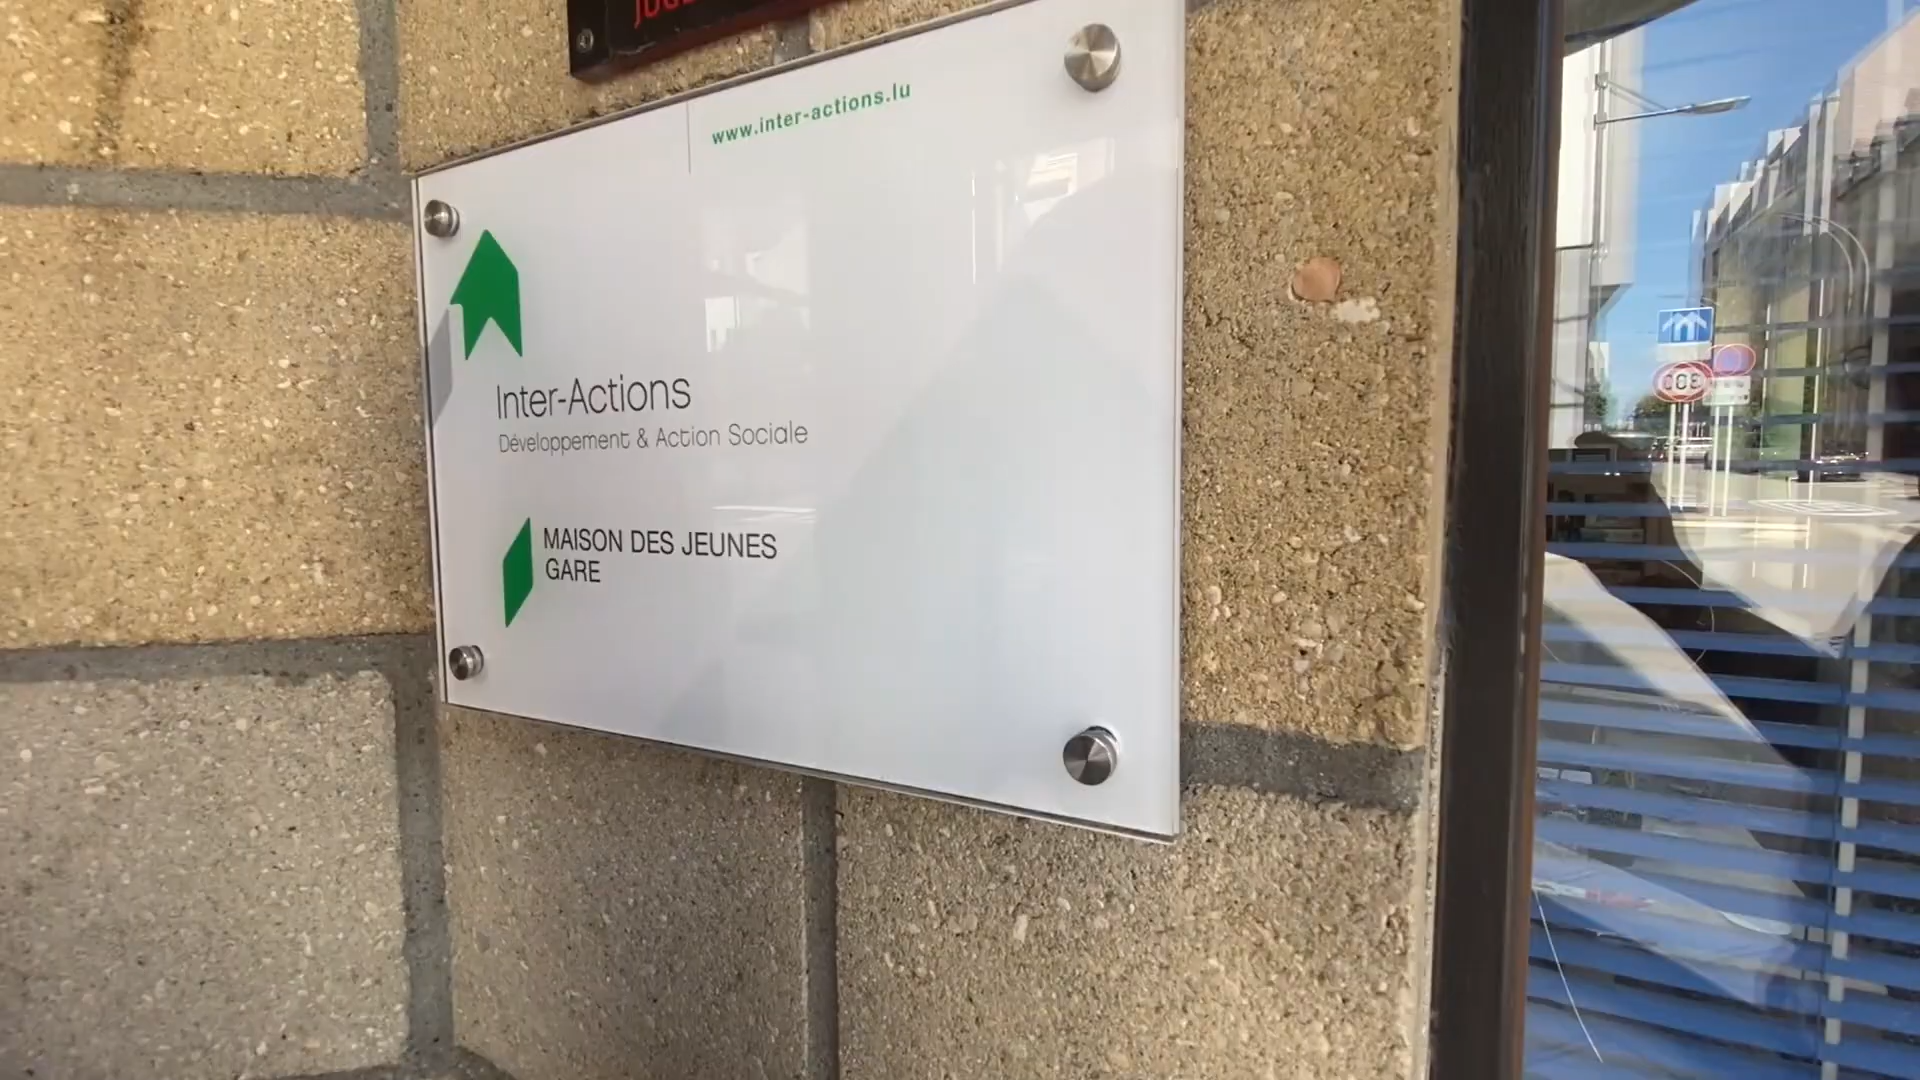 www.inter-actions.lu
Inter-Actions
Développement & Action Sociale
MAISON DES JEUNES
GARE